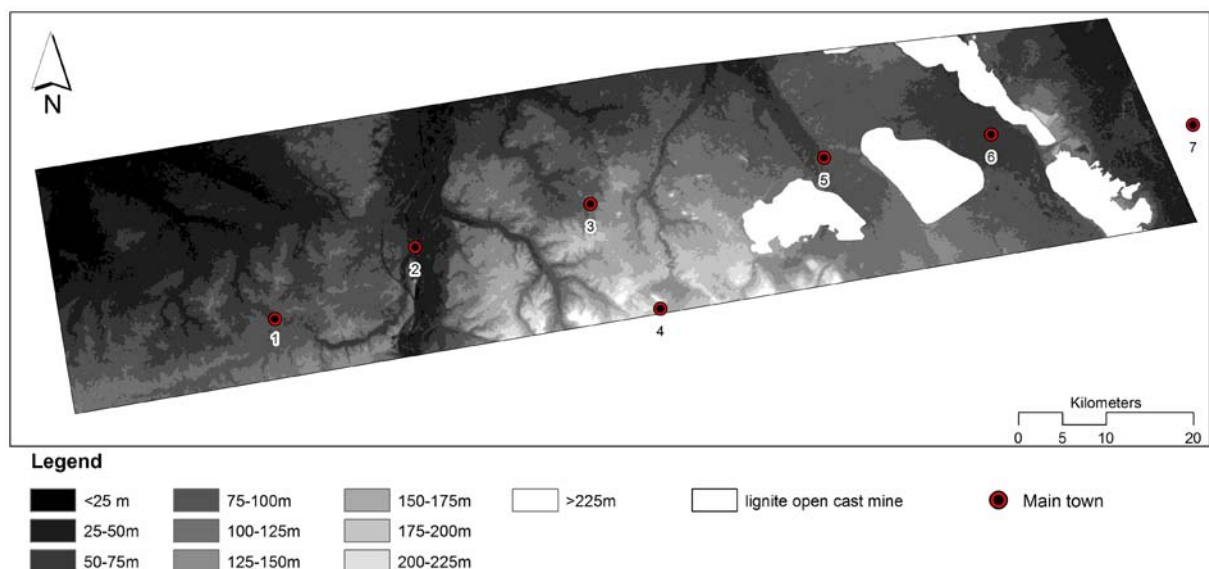 N
7
6
5
3
2
1
4
Kilometers
0 5 10 20
Legend
<25 m 75-100m 150-175m >225m lignite open cast mine Main town
25-50m 100-125m 175-200m
50-75m 125-150m 200-225m